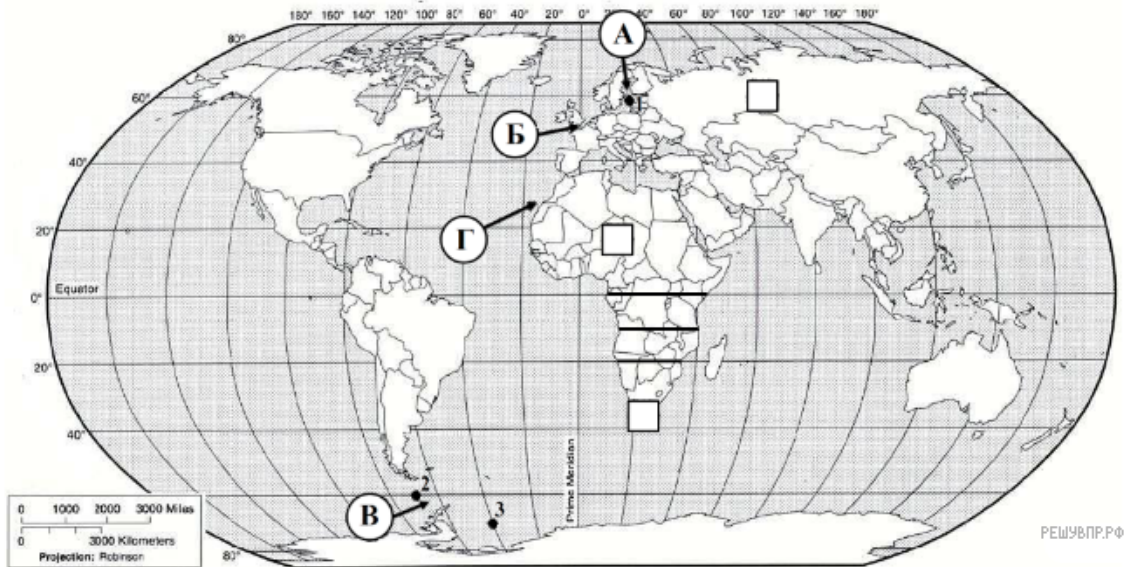 180° 160° 140° 120° 100° 80° 60° 40° 20° 0° 20° 40° 60° 80° 100° 120° 140° 160° 180°
А
80°
60°
1
Б
40°
Г
20°
Equator
0°
20°
40°
Prime Meridian
2
3
В
0 1000 2000 3000 Miles
0 3000 Kilometers
Projection: Robinson
80°
РЕШУВПР.РФ